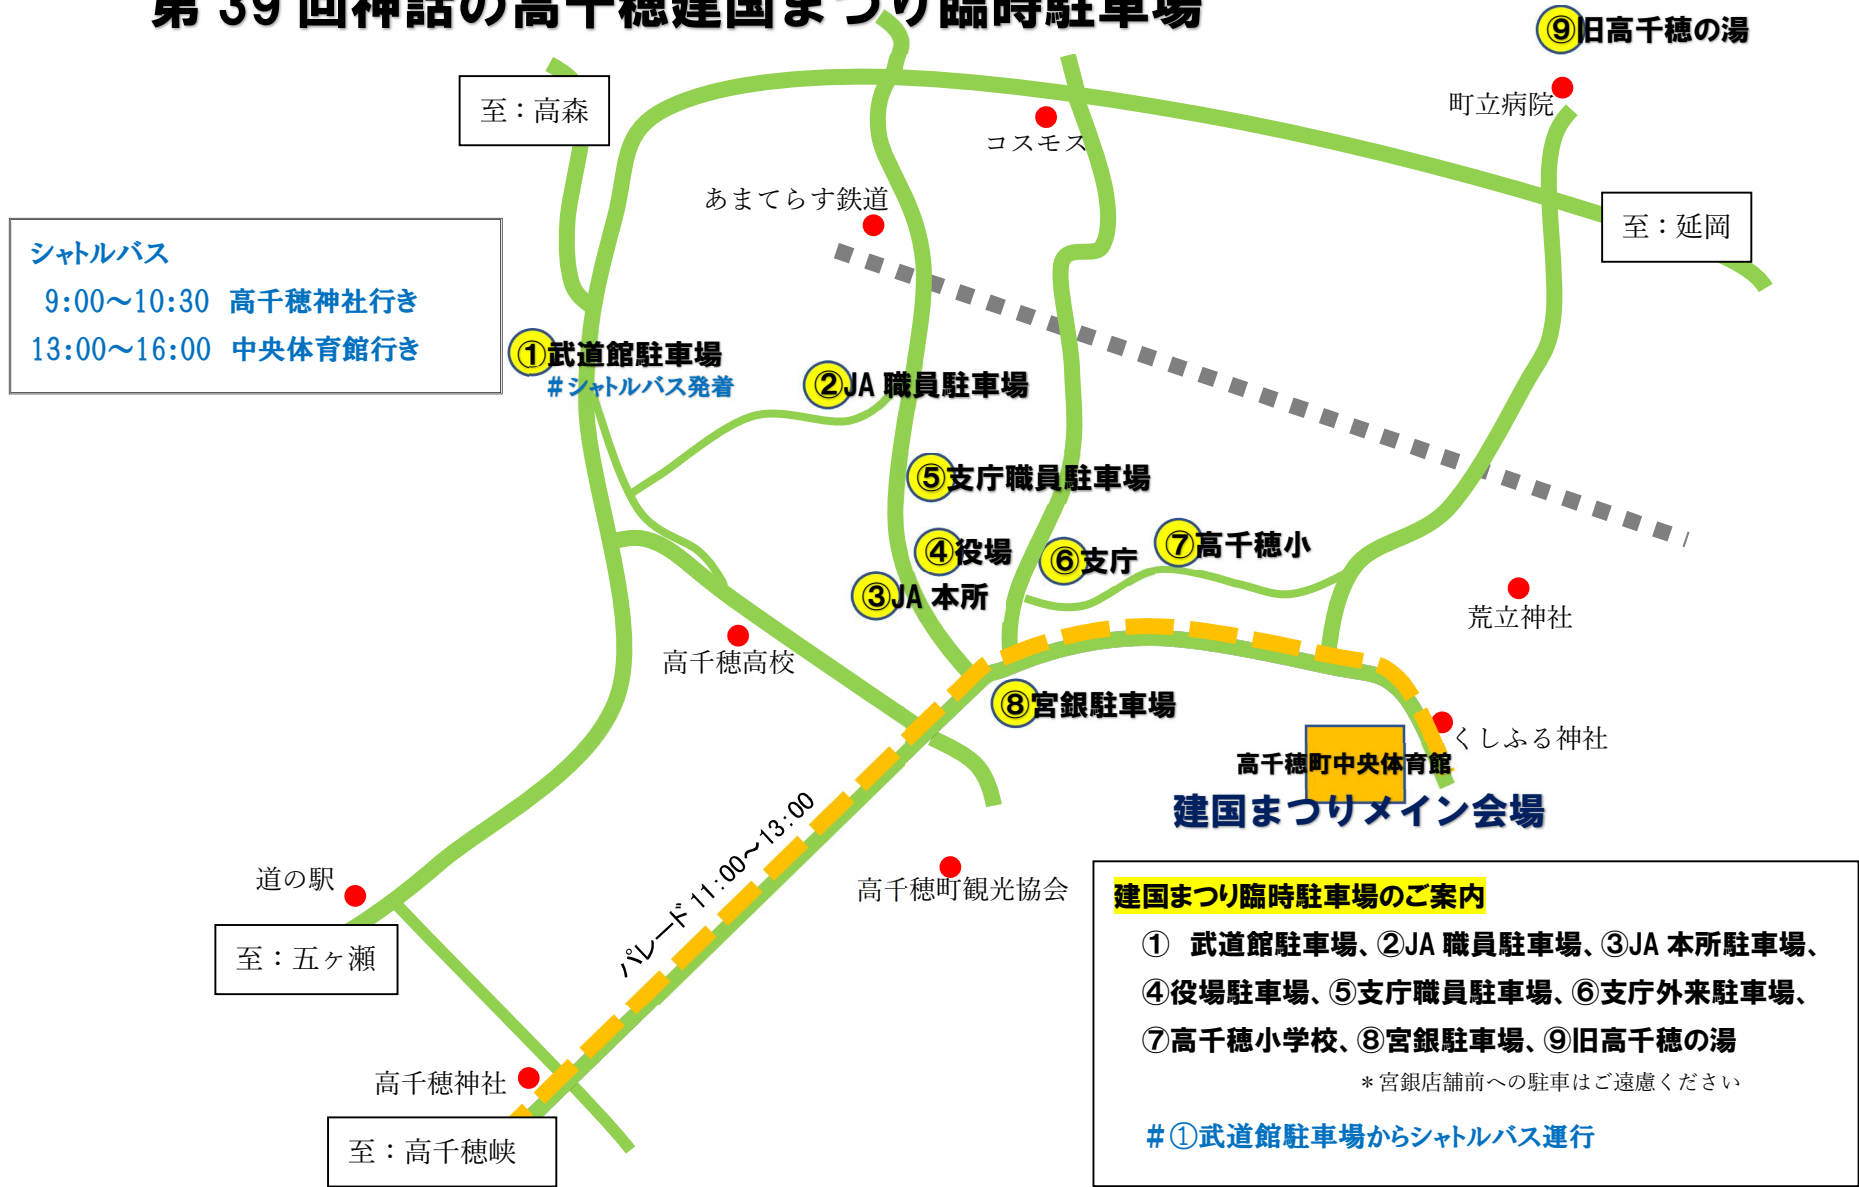 第 39 回神話の高千穂建国まつり臨時駐車場
⑨旧高千穂の湯
至：高森
町立病院
コスモス
あまてらす鉄道
至：延岡
シャトルバス
9:00～10:30 高千穂神社行き
13:00～16:00 中央体育館行き
①武道館駐車場
＃シャトルバス発着
②JA 職員駐車場
⑤支庁職員駐車場
④役場
⑥支庁
⑦高千穂小
③JA 本所
荒立神社
高千穂高校
⑧宮銀駐車場
くしふる神社
高千穂町中央体育館
建国まつりメイン会場
パレード 11:00～13:00
道の駅
高千穂町観光協会
至：五ヶ瀬
高千穂神社
至：高千穂峡
建国まつり臨時駐車場のご案内
① 武道館駐車場、②JA 職員駐車場、③JA 本所駐車場、
④役場駐車場、⑤支庁職員駐車場、⑥支庁外来駐車場、
⑦高千穂小学校、⑧宮銀駐車場、⑨旧高千穂の湯
＊宮銀店舗前への駐車はご遠慮ください
＃①武道館駐車場からシャトルバス運行